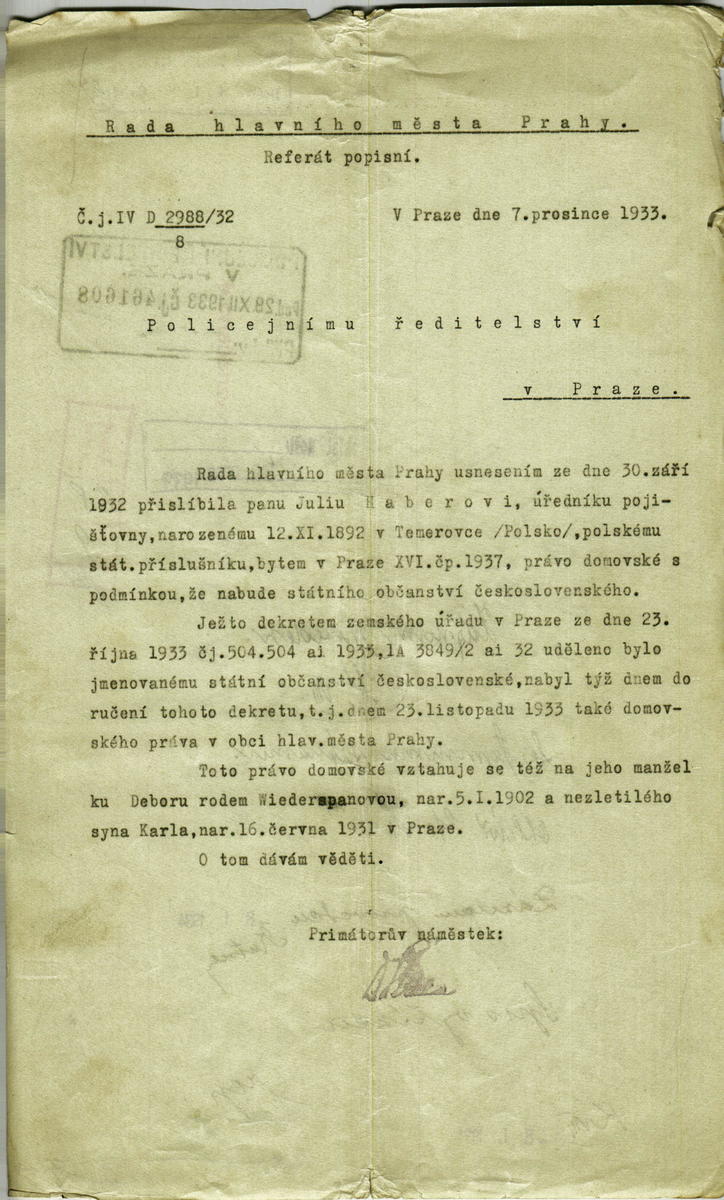 Rada hlavního města Prahy.
Referát popisní.
Č.j.IV D 2988/32
8
V Praze dne 7.prosince 1933.
Policejnímu ředitelství
v Praze.
Rada hlavního města Prahy usnesením ze dne 30.září
1932 přislíbila panu Juliu Haberovi, úředníku poji-
šťovny,narozenému 12.XI.1892 v Temerovce /Polsko/,polskému
stát.příslušníku,bytem v Praze XVI.čp.1937, právo domovské s
podmínkou,že nabude státního občanství československého.
Ježto dekretem zemského úřadu v Praze ze dne 23.
října 1933 čj.504.504 ai 1933,1A 3849/2 ai 32 uděleno bylo
jmenovanému státní občanství československé,nabyl týž dnem do
ručení tohoto dekretu,t.j.dnem 23.listopadu 1933 také domov-
ského práva v obci hlav.města Prahy.
Toto právo domovské vztahuje se též na jeho manžel
ku Deboru rodem Wiederspanovou, nar.5.I.1902 a nezletilého
syna Karla,nar.16.června 1931 v Praze.
O tom dávám věděti.
Primátorův náměstek: